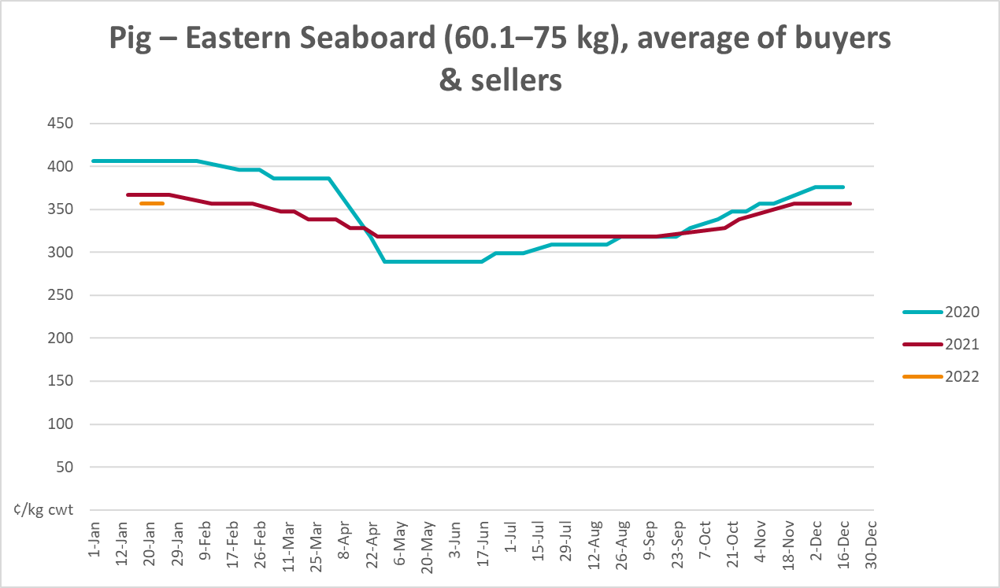 Pig – Eastern Seaboard (60.1–75 kg), average of buyers
& sellers
450
400
350
300
250
200
150
100
50
¢/kg cwt
1-Jan
12-Jan
20-Jan
29-Jan
9-Feb
17-Feb
26-Feb
11-Mar
25-Mar
8-Apr
22-Apr
6-May
20-May
3-Jun
17-Jun
1-Jul
15-Jul
29-Jul
12-Aug
26-Aug
9-Sep
23-Sep
7-Oct
21-Oct
4-Nov
18-Nov
2-Dec
16-Dec
30-Dec
2020
2021
2022